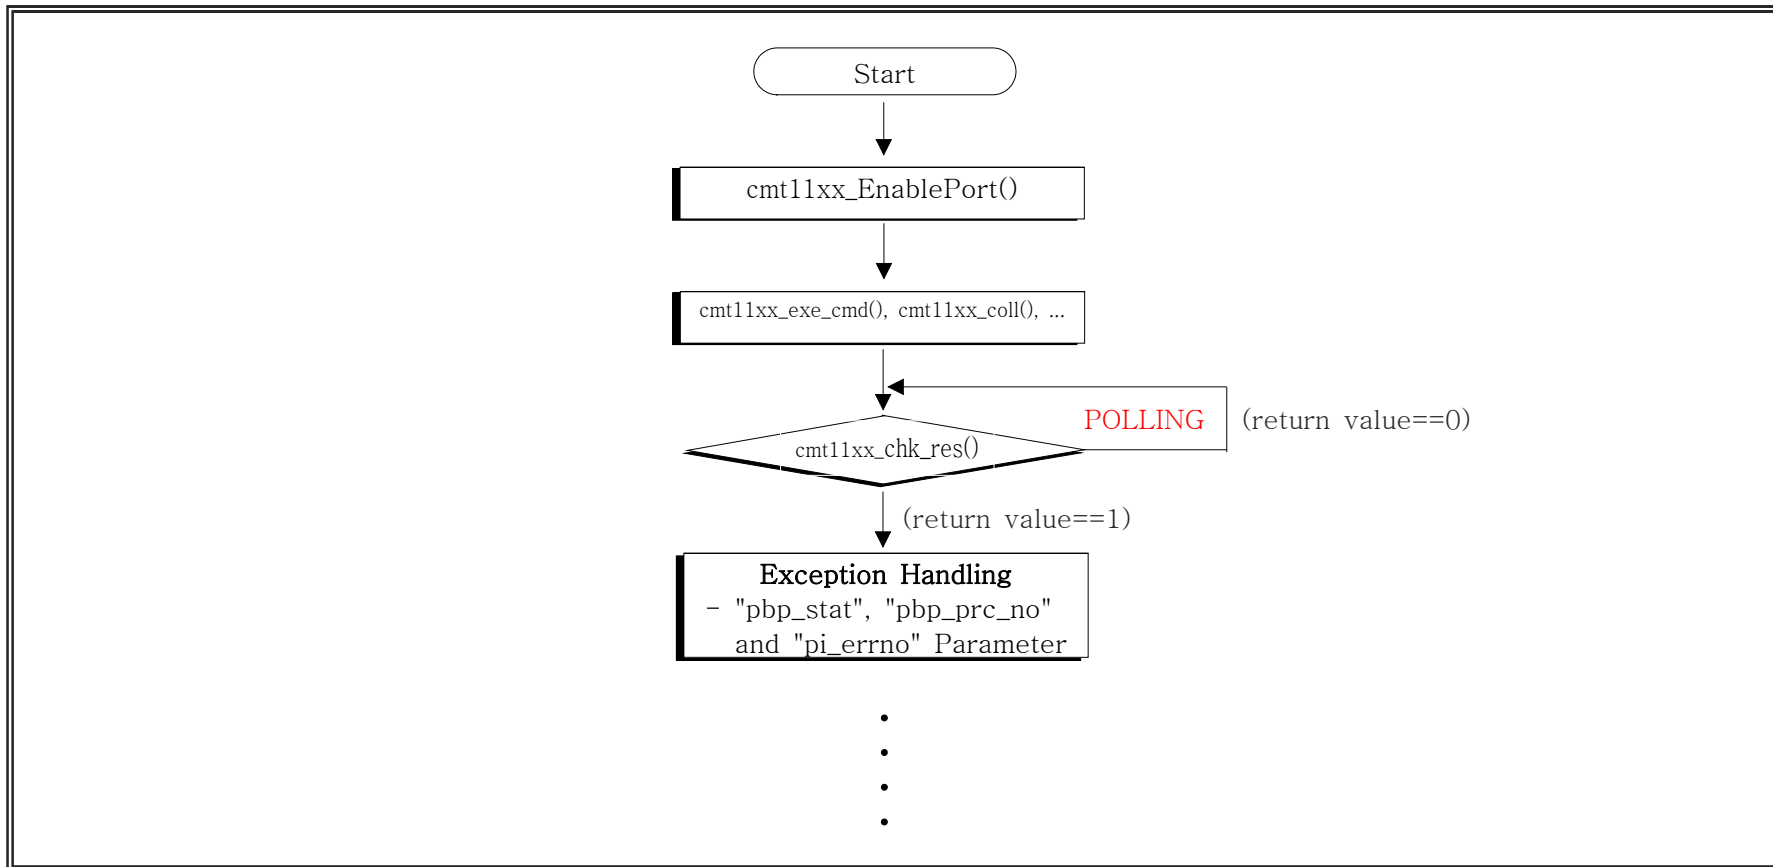 Start
cmt11xx_EnablePort()
cmt11xx_exe_cmd(), cmt11xx_coll(), ...
POLLING (return value==0)
cmt11xx_chk_res()
(return value==1)
Exception Handling
- "pbp_stat", "pbp_prc_no"
and "pi_errno" Parameter